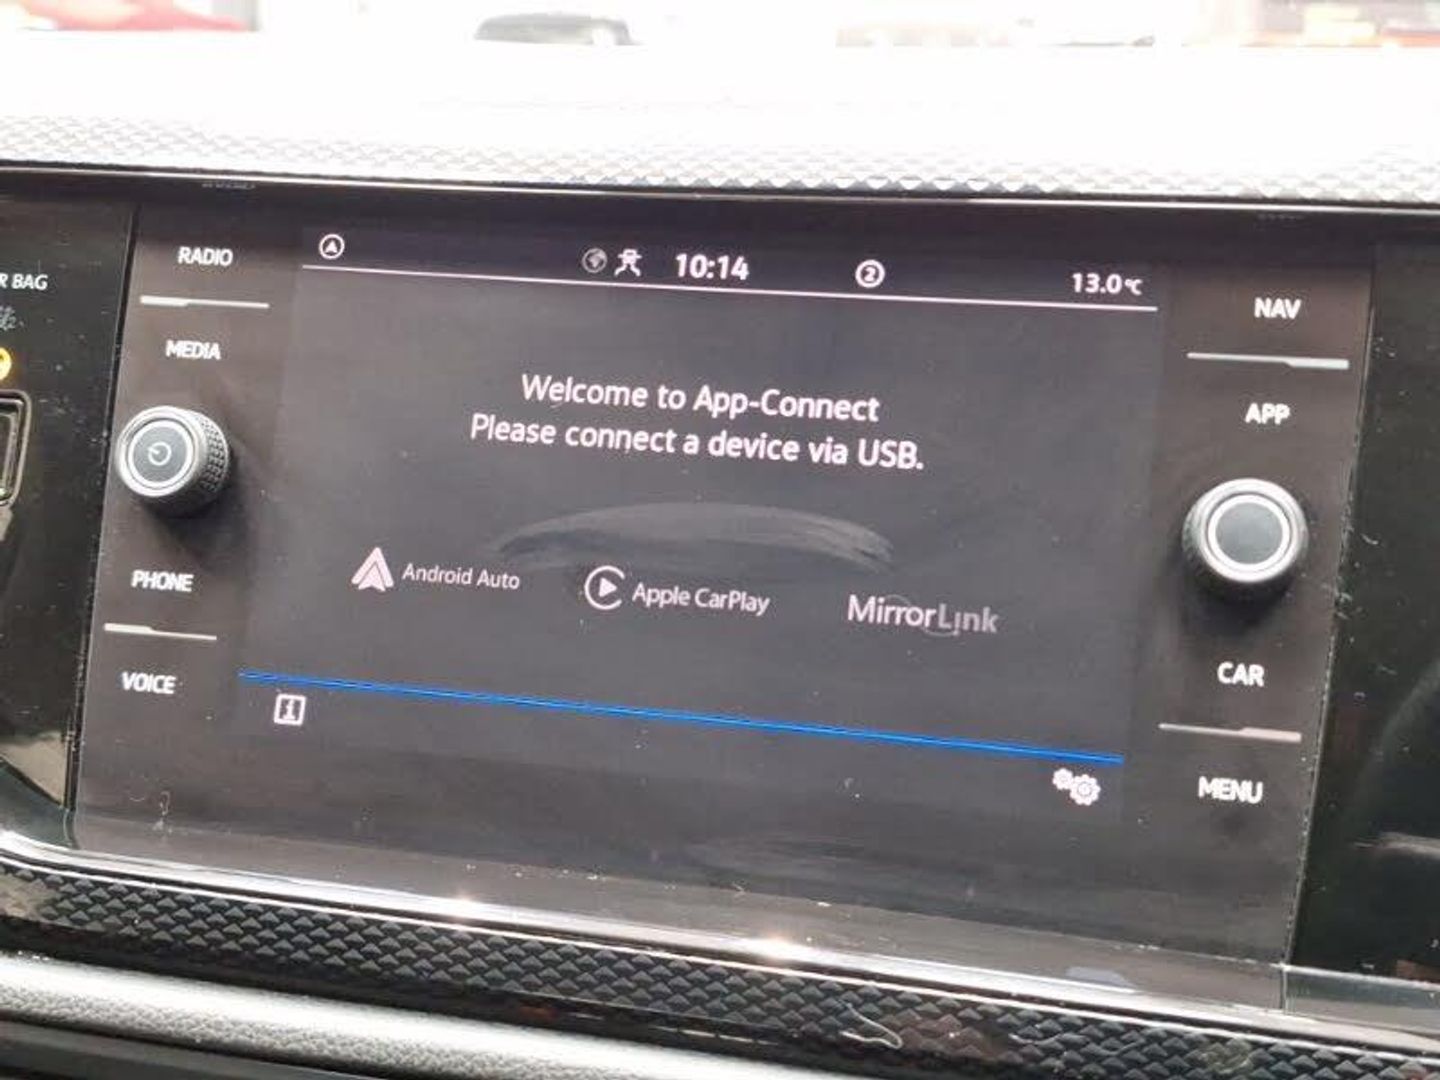 R BAG
RADIO
MEDIA
PHONE
VOICE
10:14
2
13.0°C
Welcome to App-Connect
Please connect a device via USB.
Android Auto
Apple CarPlay
MirrorLink
i
NAV
APP
CAR
MENU